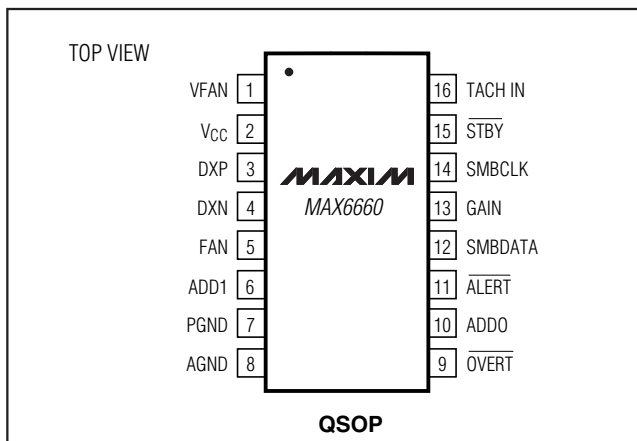 TOP VIEW
VFAN 1
VCC 2
DXP 3
DXN 4
FAN 5
ADD1 6
PGND 7
AGND 8
MAXIM
MAX6660
16 TACH IN
15 STBY
14 SMBCLK
13 GAIN
12 SMBDATA
11 ALERT
10 ADD0
9 OVERT
QSOP